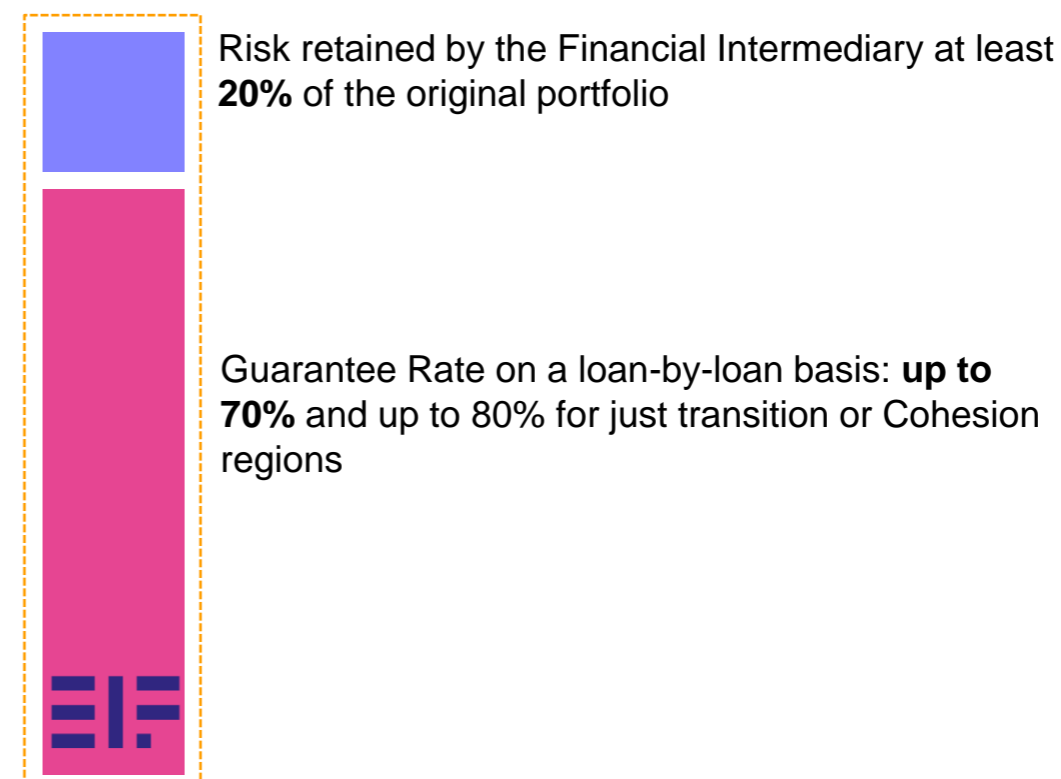 Risk retained by the Financial Intermediary at least
20% of the original portfolio
Guarantee Rate on a loan-by-loan basis: up to
70% and up to 80% for just transition or Cohesion
regions
EIF